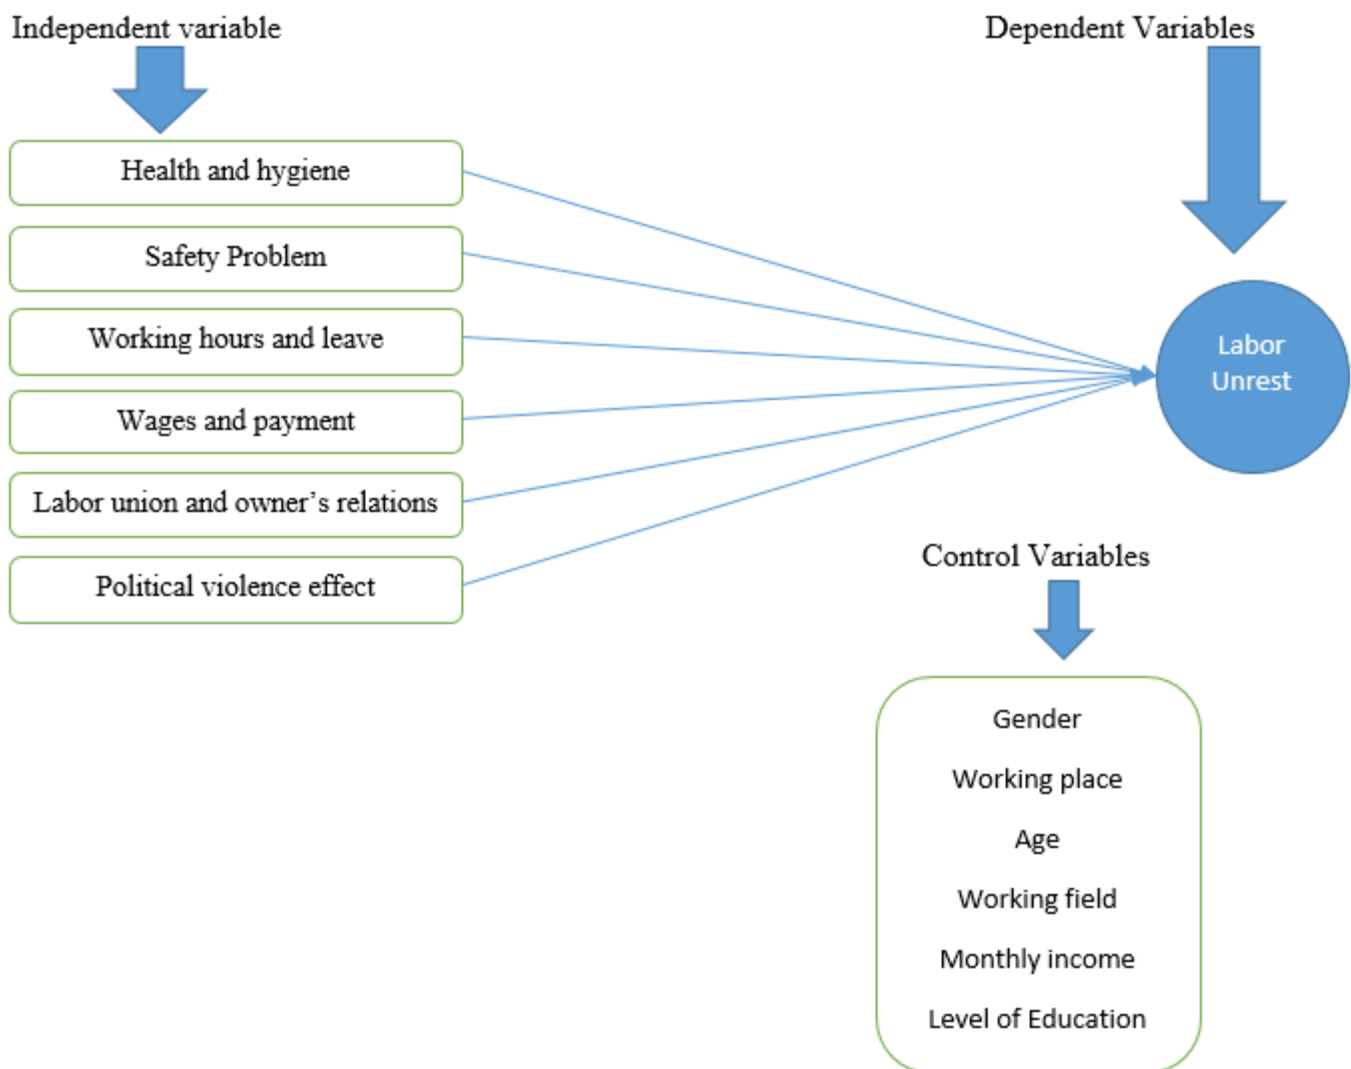 Independent variable
Dependent Variables
Health and hygiene
Safety Problem
Working hours and leave
Wages and payment
Labor union and owner’s relations
Political violence effect
Labor
Unrest
Control Variables
Gender
Working place
Age
Working field
Monthly income
Level of Education